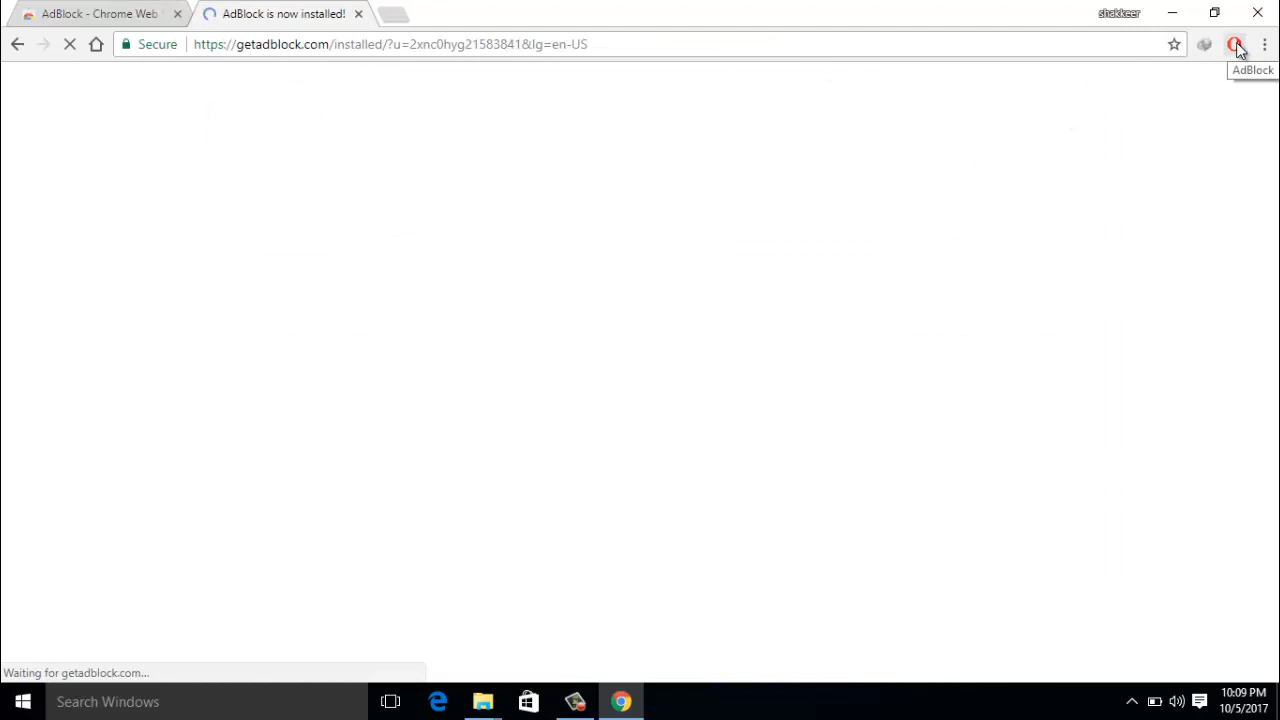 AdBlock - Chrome Web
AdBlock is now installed!
shakkeer
Secure
https://getadblock.com/installed/?u=2xnc0hyg21583841&lg=en-US
AdBlock
Waiting for getadblock.com...
Search Windows
10:09 PM
10/5/2017